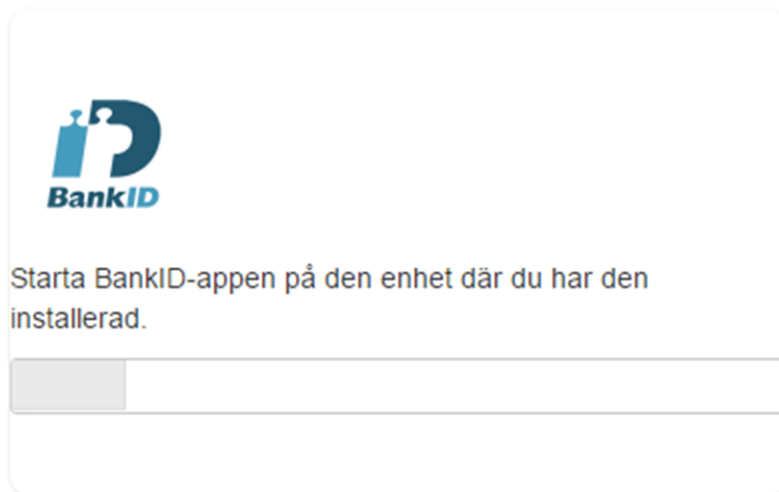 BankID
Starta BankID-appen på den enhet där du har den
installerad.